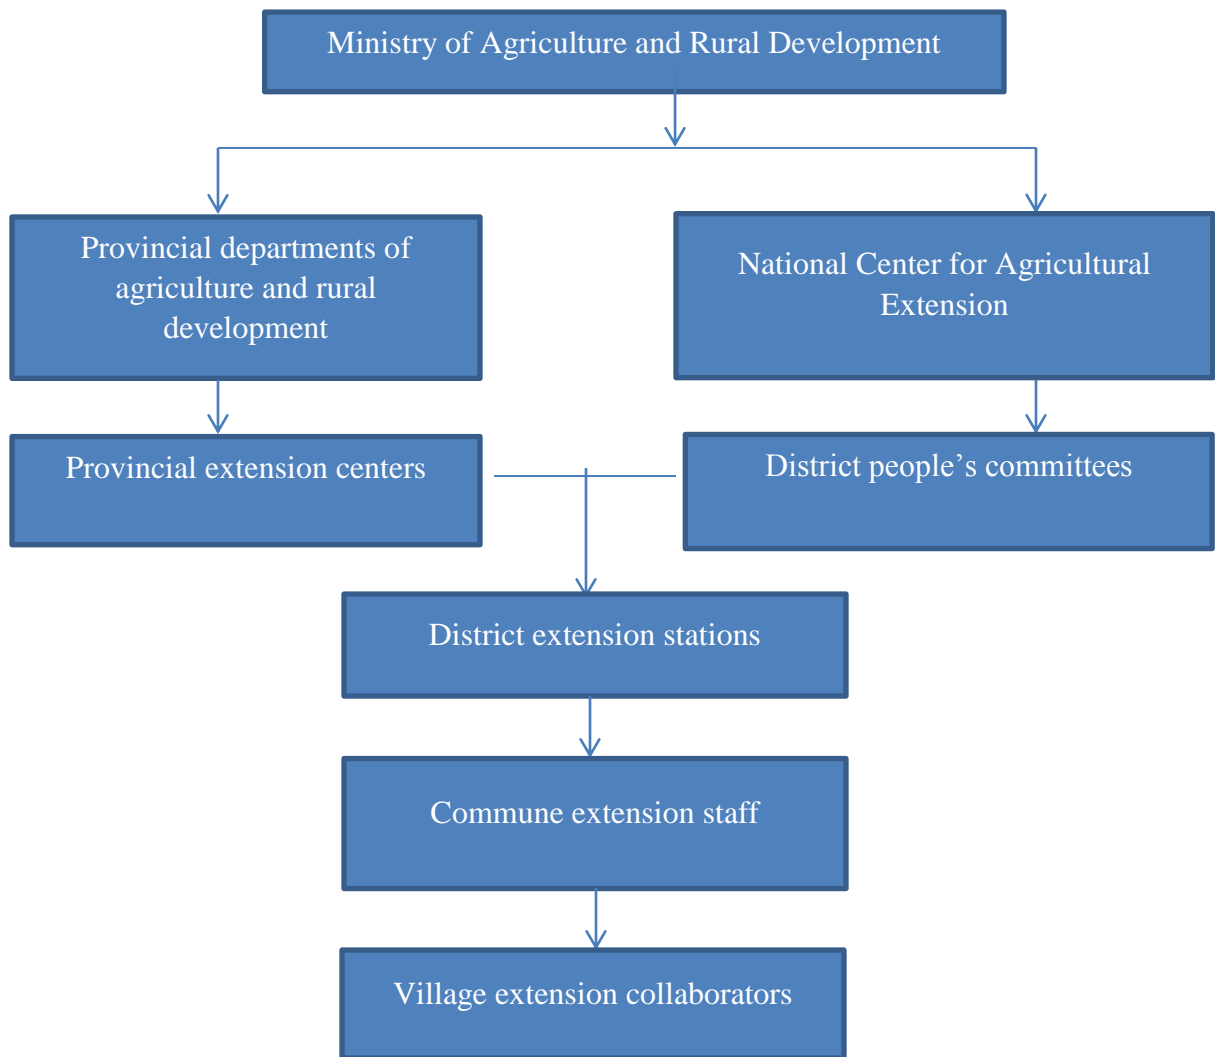 Ministry of Agriculture and Rural Development
Provincial departments of
agriculture and rural
development
National Center for Agricultural
Extension
Provincial extension centers
District people’s committees
District extension stations
Commune extension staff
Village extension collaborators